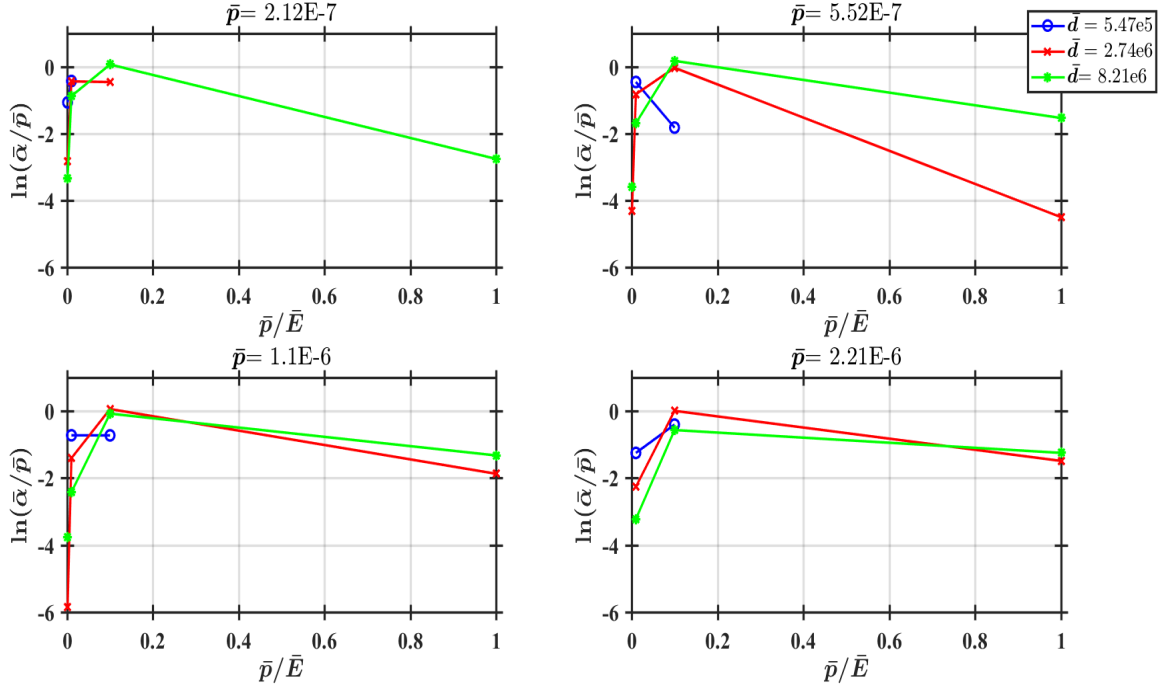 p̄= 2.12E-7
0
-2
-4
-6
ln(ᾱ/p̄)
0 0.2 0.4 0.6 0.8 1
p̄/Ē
p̄= 5.52E-7
0
-2
-4
-6
ln(ᾱ/p̄)
0 0.2 0.4 0.6 0.8 1
p̄/Ē
d̄ = 5.47e5
d̄ = 2.74e6
d̄= 8.21e6
p̄= 1.1E-6
0
-2
-4
-6
ln(ᾱ/p̄)
0 0.2 0.4 0.6 0.8 1
p̄/Ē
p̄= 2.21E-6
0
-2
-4
-6
ln(ᾱ/p̄)
0 0.2 0.4 0.6 0.8 1
p̄/Ē